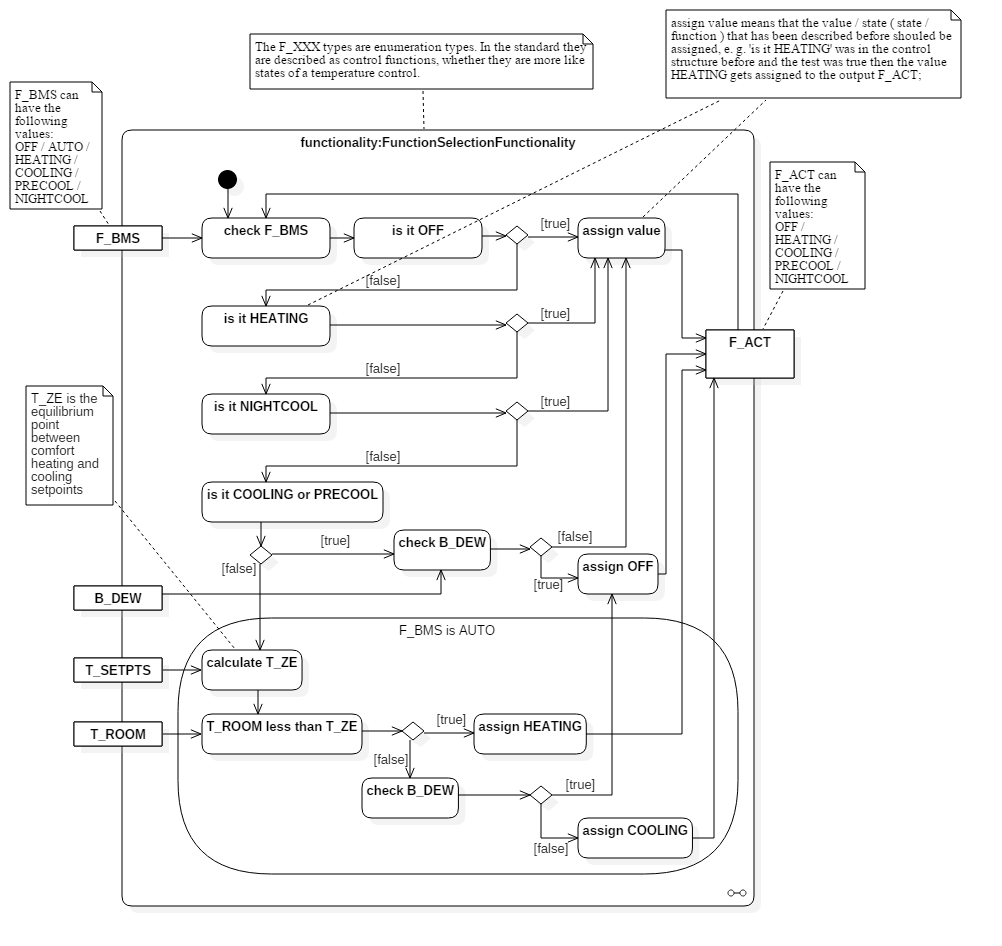 assign value means that the value / state ( state /
function ) that has been described before shouled be
assigned, e. g. 'is it HEATING' was in the control
structure before and the test was true then the value
HEATING gets assigned to the output F_ACT;
The F_XXX types are enumeration types. In the standard they
are described as control functions, whether they are more like
states of a temperature control.
F_BMS can
have the
following
values:
OFF / AUTO /
HEATING /
COOLING /
PRECOOL /
NIGHTCOOL
functionality:FunctionSelectionFunctionality
F_ACT can
have the
following
values:
OFF /
HEATING /
COOLING /
PRECOOL /
NIGHTCOOL
F_BMS
check F_BMS
is it OFF
[true]
assign value
[false]
is it HEATING
[true]
F_ACT
[false]
is it NIGHTCOOL
[true]
T_ZE is the
equilibrium
point
between
comfort
heating and
cooling
setpoints
[false]
is it COOLING or PRECOOL
[true]
check B_DEW
[false]
[false]
assign OFF
[true]
B_DEW
F_BMS is AUTO
T_SETPTS
calculate T_ZE
T_ROOM
T_ROOM less than T_ZE
[true]
assign HEATING
[false]
check B_DEW
[true]
assign COOLING
[false]